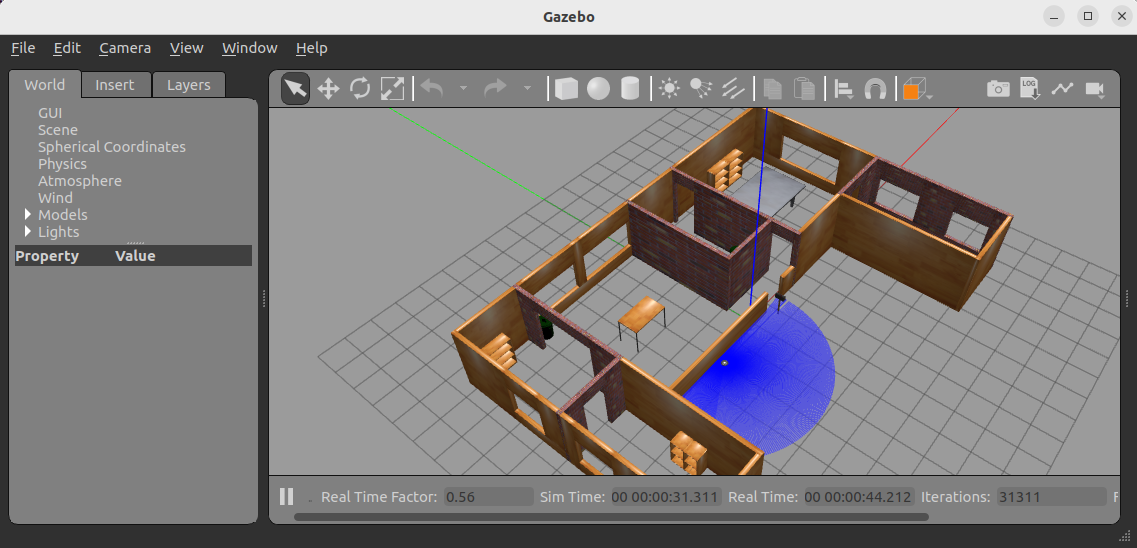 Gazebo
File Edit Camera View Window Help
World Insert Layers
LOG
GUI
Scene
Spherical Coordinates
Physics
Atmosphere
Wind
Models
Lights
Property Value
Real Time Factor: 0.56 Sim Time: 00 00:00:31.311 Real Time: 00 00:00:44.212 Iterations: 31311 F